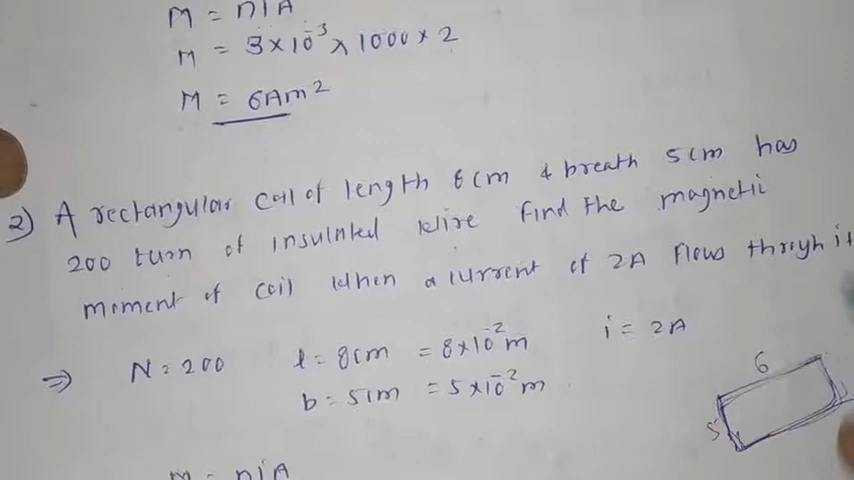 M = niA
M = 3×10⁻³ × 1000 × 2
M = 6Am²
2) A rectangular coil of length 8cm & breath 5cm has
200 turn of insulated wire find the magnetic
moment of coil when a current of 2A flows through it
⇒ N = 200 l = 8cm = 8×10⁻²m i = 2A
b = 5cm = 5×10⁻²m
6
5
M = niA